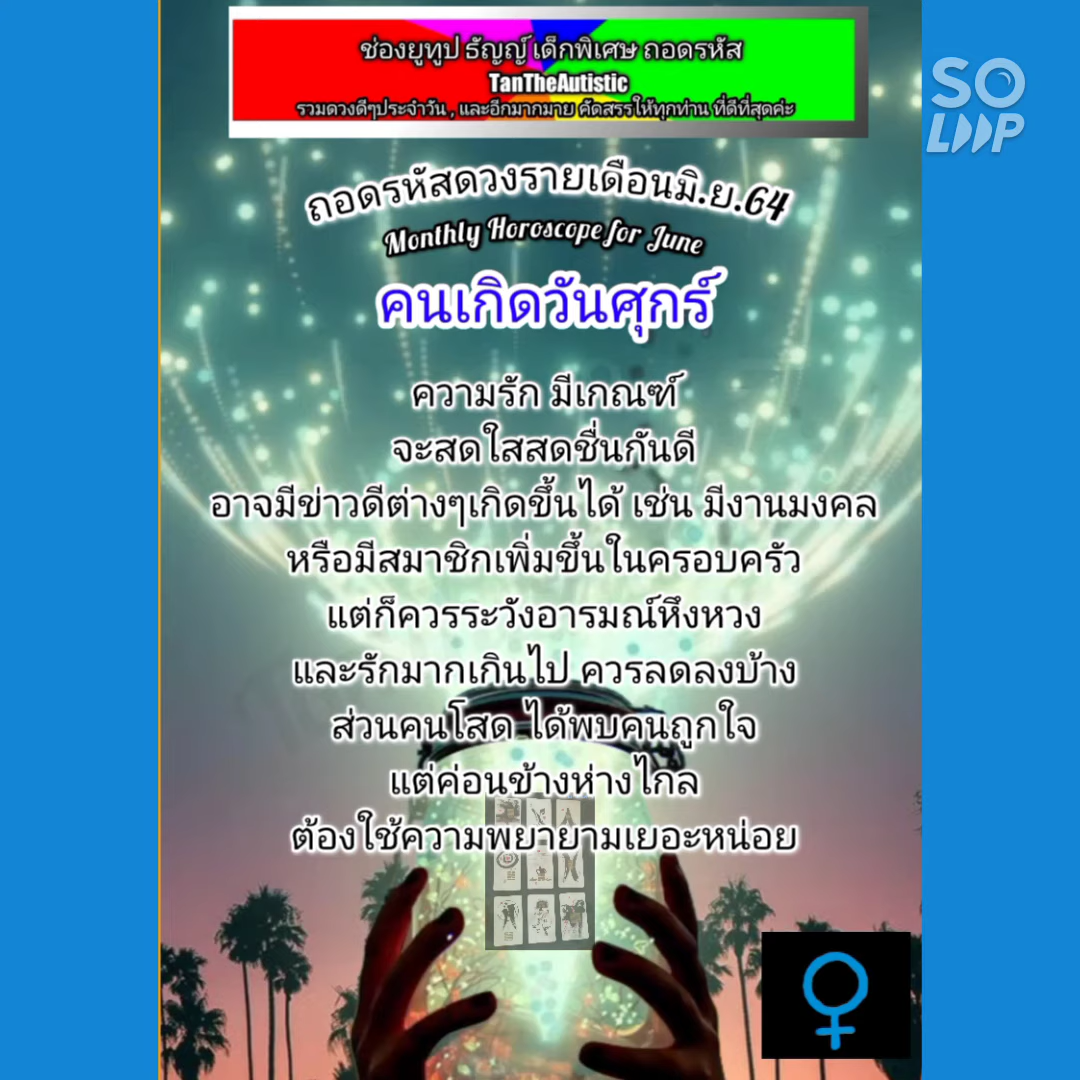 ช่องยูทูป ธัญญ์ เด็กพิเศษ ถอดรหัส
TanTheAutistic
รวมดวงดีๆประจำวัน , และอีกมากมาย คัดสรรให้ทุกท่าน ที่ดีที่สุดค่ะ
SO
LOOP
ถอดรหัสดวงรายเดือนมิ.ย.64
Monthly Horoscope for June
คนเกิดวันศุกร์
ความรัก มีเกณฑ์
จะสดใสสดชื่นกันดี
อาจมีข่าวดีต่างๆเกิดขึ้นได้ เช่น มีงานมงคล
หรือมีสมาชิกเพิ่มขึ้นในครอบครัว
แต่ก็ควรระวังอารมณ์หึงหวง
และรักมากเกินไป ควรลดลงบ้าง
ส่วนคนโสด ได้พบคนถูกใจ
แต่ค่อนข้างห่างไกล
ต้องใช้ความพยายามเยอะหน่อย